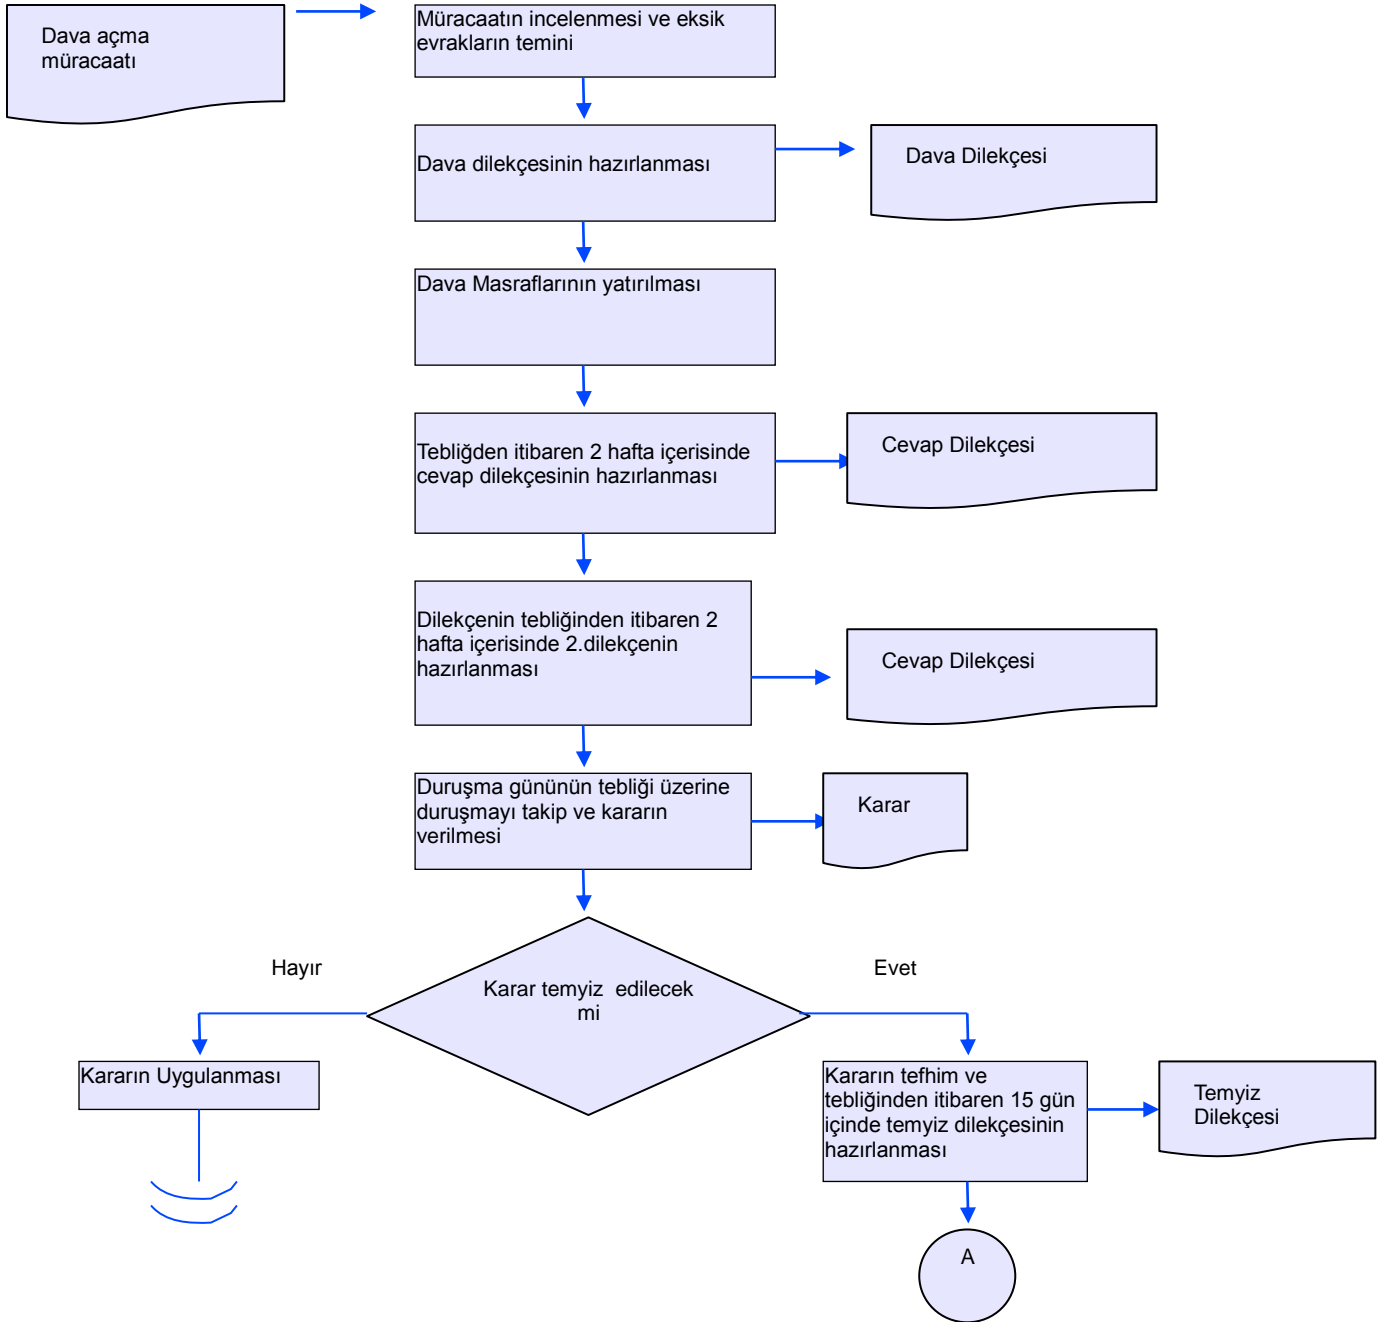 Dava açma
müracaatı
Müracaatın incelenmesi ve eksik
evrakların temini
Dava dilekçesinin hazırlanması
Dava Dilekçesi
Dava Masraflarının yatırılması
Tebliğden itibaren 2 hafta içerisinde
cevap dilekçesinin hazırlanması
Cevap Dilekçesi
Dilekçenin tebliğinden itibaren 2
hafta içerisinde 2.dilekçenin
hazırlanması
Cevap Dilekçesi
Duruşma gününün tebliği üzerine
duruşmayı takip ve kararın
verilmesi
Karar
Hayır
Evet
Karar temyiz  edilecek
mi
Kararın Uygulanması
Kararın tefhim ve
tebliğinden itibaren 15 gün
içinde temyiz dilekçesinin
hazırlanması
Temyiz
Dilekçesi
A